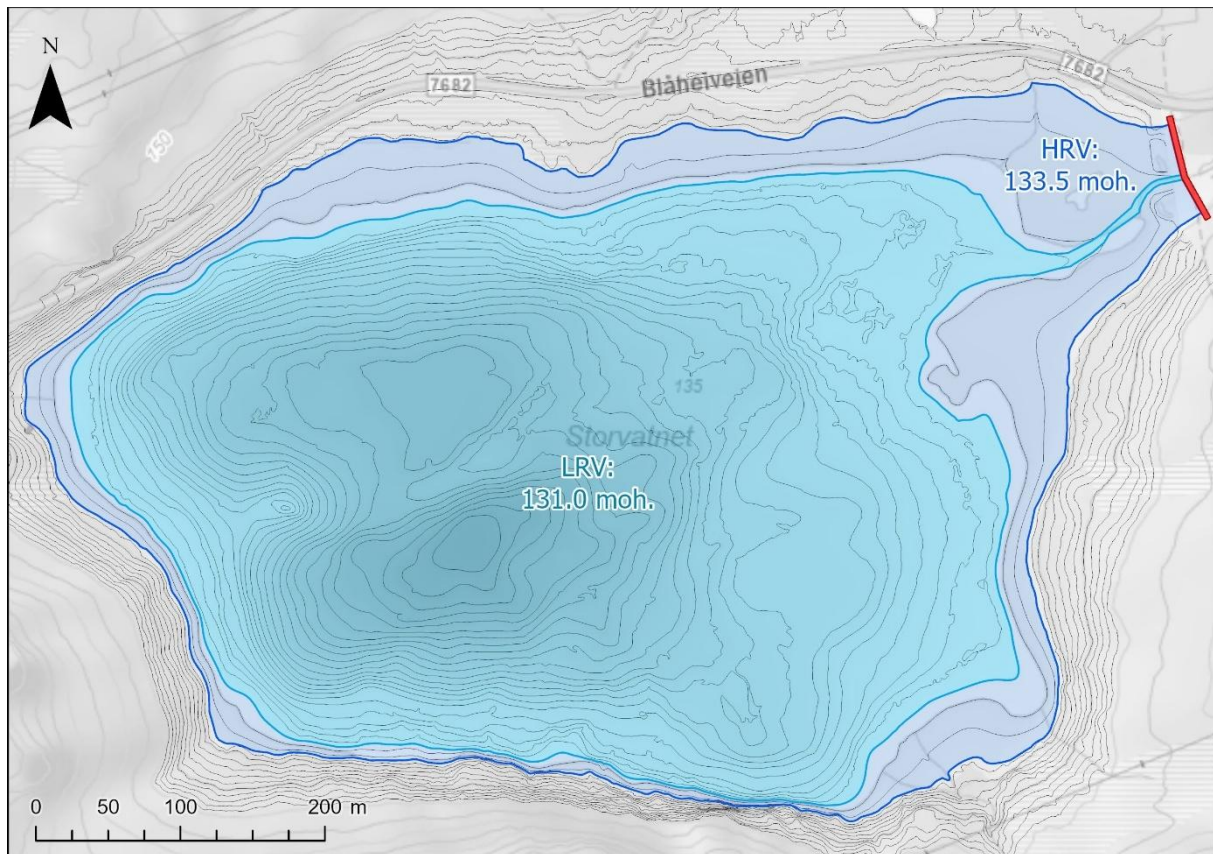 N
7682
Blåheiveien
7682
150
HRV:
133.5 moh.
135
Storvatnet
LRV:
131.0 moh.
0 50 100 200 m